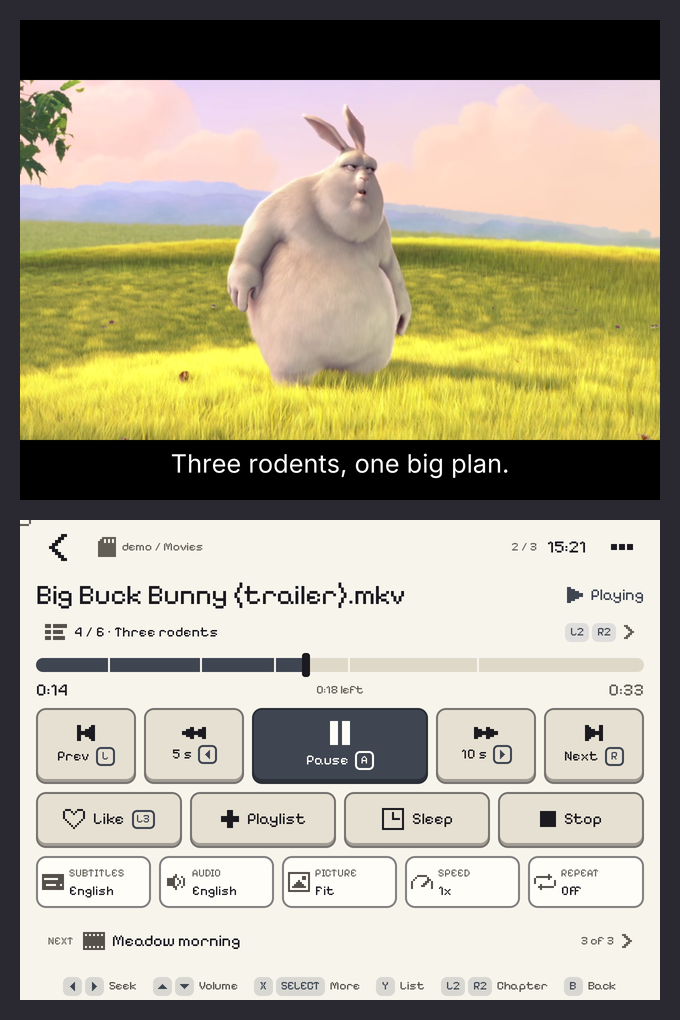 Three rodents, one big plan.
demo / Movies
2 / 3 15:21
Big Buck Bunny (trailer).mkv
Playing
4 / 6 · Three rodents
L2 R2
0:14 0:18 left 0:33
Prev L
5 s
Pause A
10 s
Next R
Like L3
Playlist
Sleep
Stop
SUBTITLES
English
AUDIO
English
PICTURE
Fit
SPEED
1x
REPEAT
Off
NEXT Meadow morning 3 of 3
Seek Volume X SELECT More Y List L2 R2 Chapter B Back